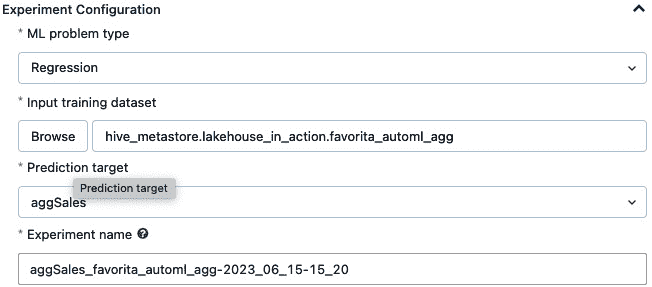 Experiment Configuration
* ML problem type
Regression
* Input training dataset
Browse hive_metastore.lakehouse_in_action.favorita_automl_agg
* Prediction target
Prediction target
aggSales
* Experiment name ?
aggSales_favorita_automl_agg-2023_06_15-15_20